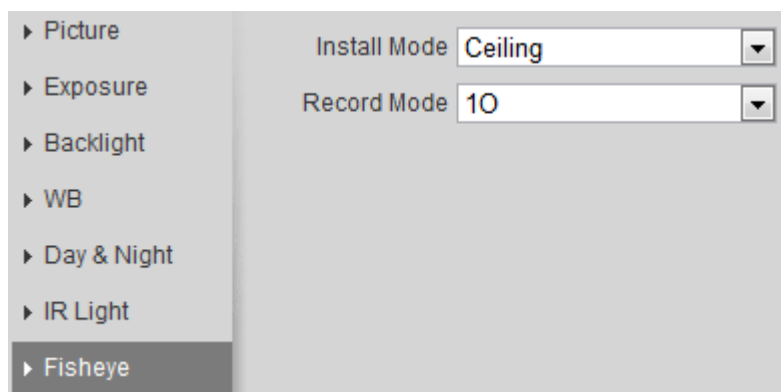 Picture
Exposure
Backlight
WB
Day & Night
IR Light
Fisheye
Install Mode Ceiling
Record Mode 1O